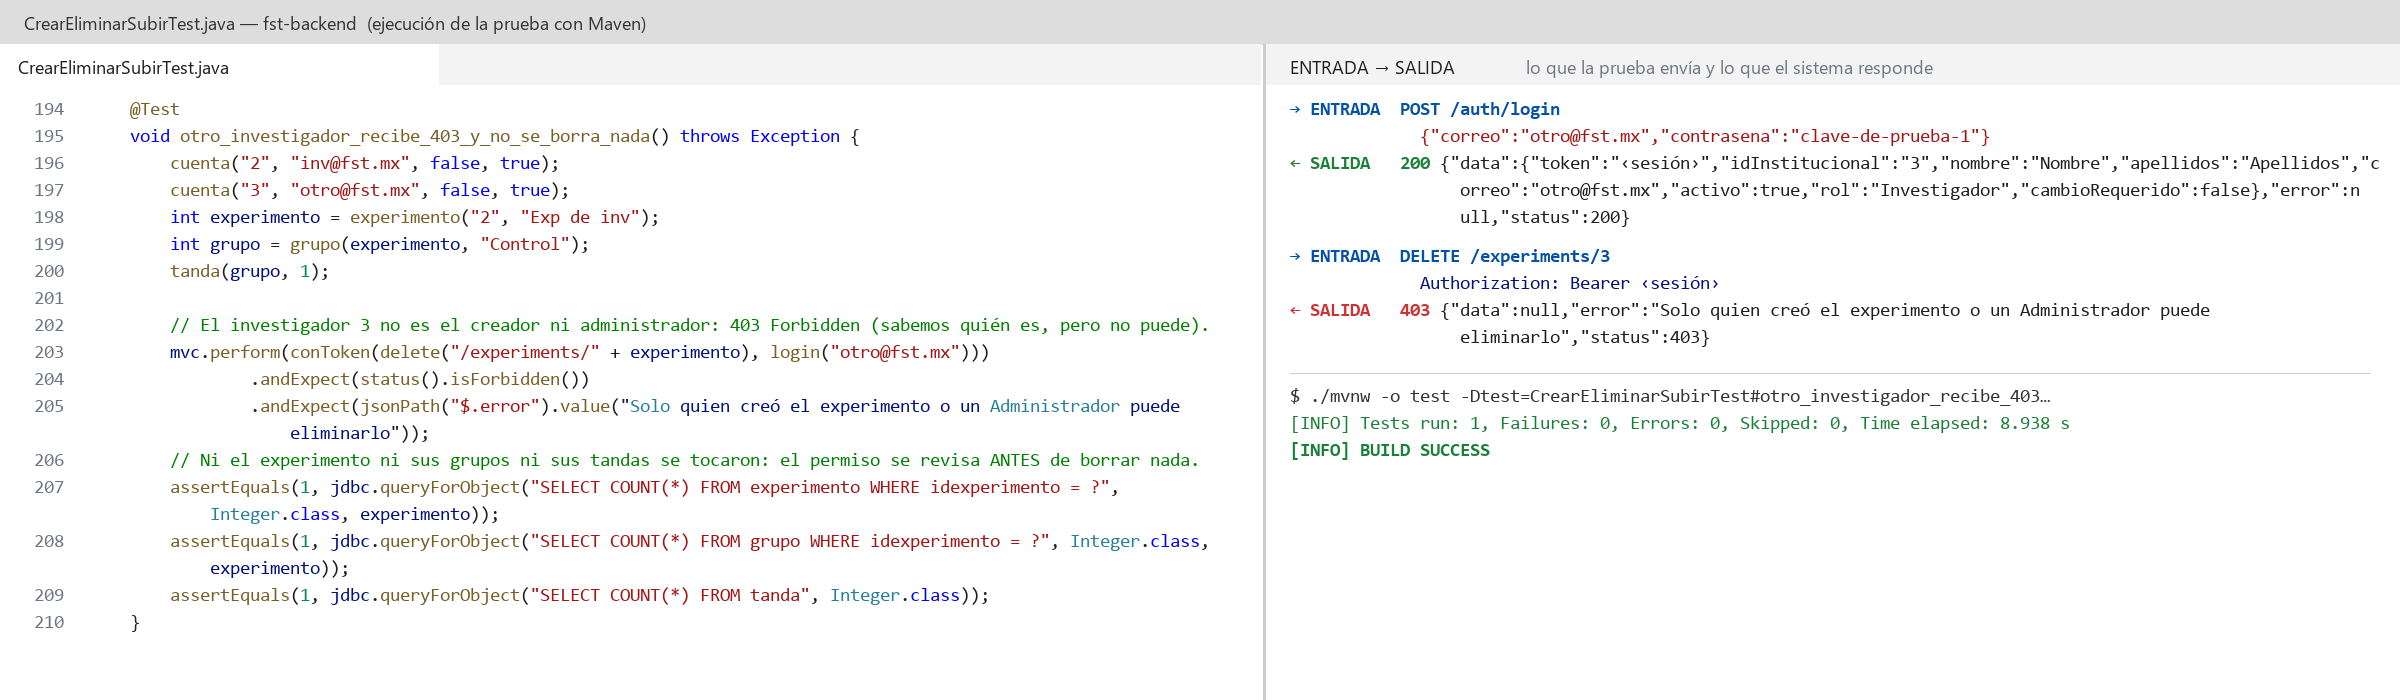 CrearEliminarSubirTest.java — fst-backend (ejecución de la prueba con Maven)
CrearEliminarSubirTest.java
194 @Test
195 void otro_investigador_recibe_403_y_no_se_borra_nada() throws Exception {
196 cuenta("2", "inv@fst.mx", false, true);
197 cuenta("3", "otro@fst.mx", false, true);
198 int experimento = experimento("2", "Exp de inv");
199 int grupo = grupo(experimento, "Control");
200 tanda(grupo, 1);
201
202 // El investigador 3 no es el creador ni administrador: 403 Forbidden (sabemos quién es, pero no puede).
203 mvc.perform(conToken(delete("/experiments/" + experimento), login("otro@fst.mx")))
204 .andExpect(status().isForbidden())
205 .andExpect(jsonPath("$.error").value("Solo quien creó el experimento o un Administrador puede
eliminarlo"));
206 // Ni el experimento ni sus grupos ni sus tandas se tocaron: el permiso se revisa ANTES de borrar nada.
207 assertEquals(1, jdbc.queryForObject("SELECT COUNT(*) FROM experimento WHERE idexperimento = ?",
Integer.class, experimento));
208 assertEquals(1, jdbc.queryForObject("SELECT COUNT(*) FROM grupo WHERE idexperimento = ?", Integer.class,
experimento));
209 assertEquals(1, jdbc.queryForObject("SELECT COUNT(*) FROM tanda", Integer.class));
210 }
ENTRADA → SALIDA lo que la prueba envía y lo que el sistema responde
→ ENTRADA POST /auth/login
{"correo":"otro@fst.mx","contrasena":"clave-de-prueba-1"}
← SALIDA 200 {"data":{"token":"‹sesión›","idInstitucional":"3","nombre":"Nombre","apellidos":"Apellidos","c
orreo":"otro@fst.mx","activo":true,"rol":"Investigador","cambioRequerido":false},"error":n
ull,"status":200}
→ ENTRADA DELETE /experiments/3
Authorization: Bearer ‹sesión›
← SALIDA 403 {"data":null,"error":"Solo quien creó el experimento o un Administrador puede
eliminarlo","status":403}
$ ./mvnw -o test -Dtest=CrearEliminarSubirTest#otro_investigador_recibe_403…
[INFO] Tests run: 1, Failures: 0, Errors: 0, Skipped: 0, Time elapsed: 8.938 s
[INFO] BUILD SUCCESS